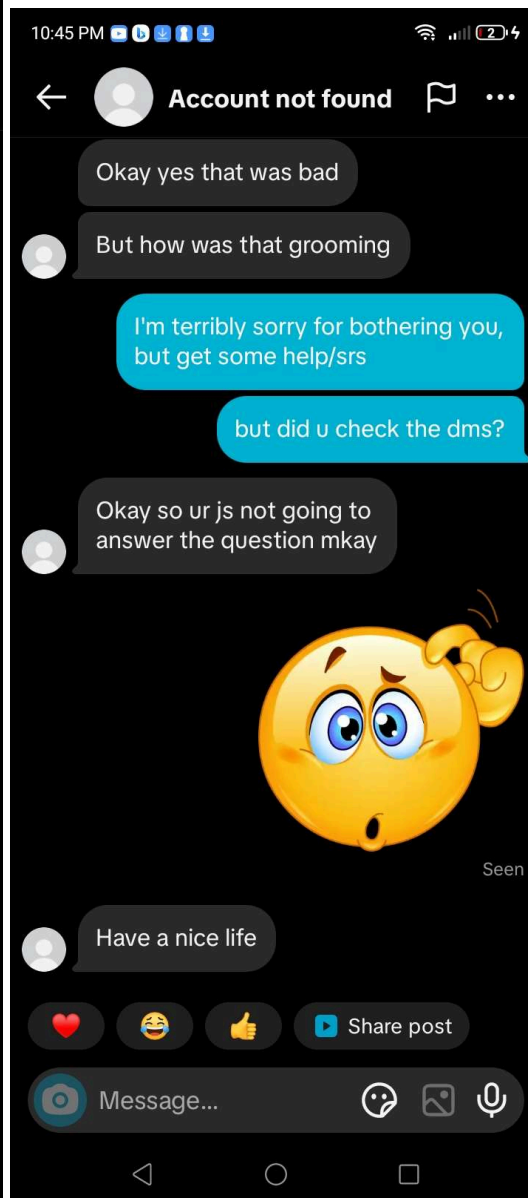 10:45 PM
2
Account not found
Okay yes that was bad
But how was that grooming
I'm terribly sorry for bothering you,
but get some help/srs
but did u check the dms?
Okay so ur js not going to
answer the question mkay
Seen
Have a nice life
Share post
Message...